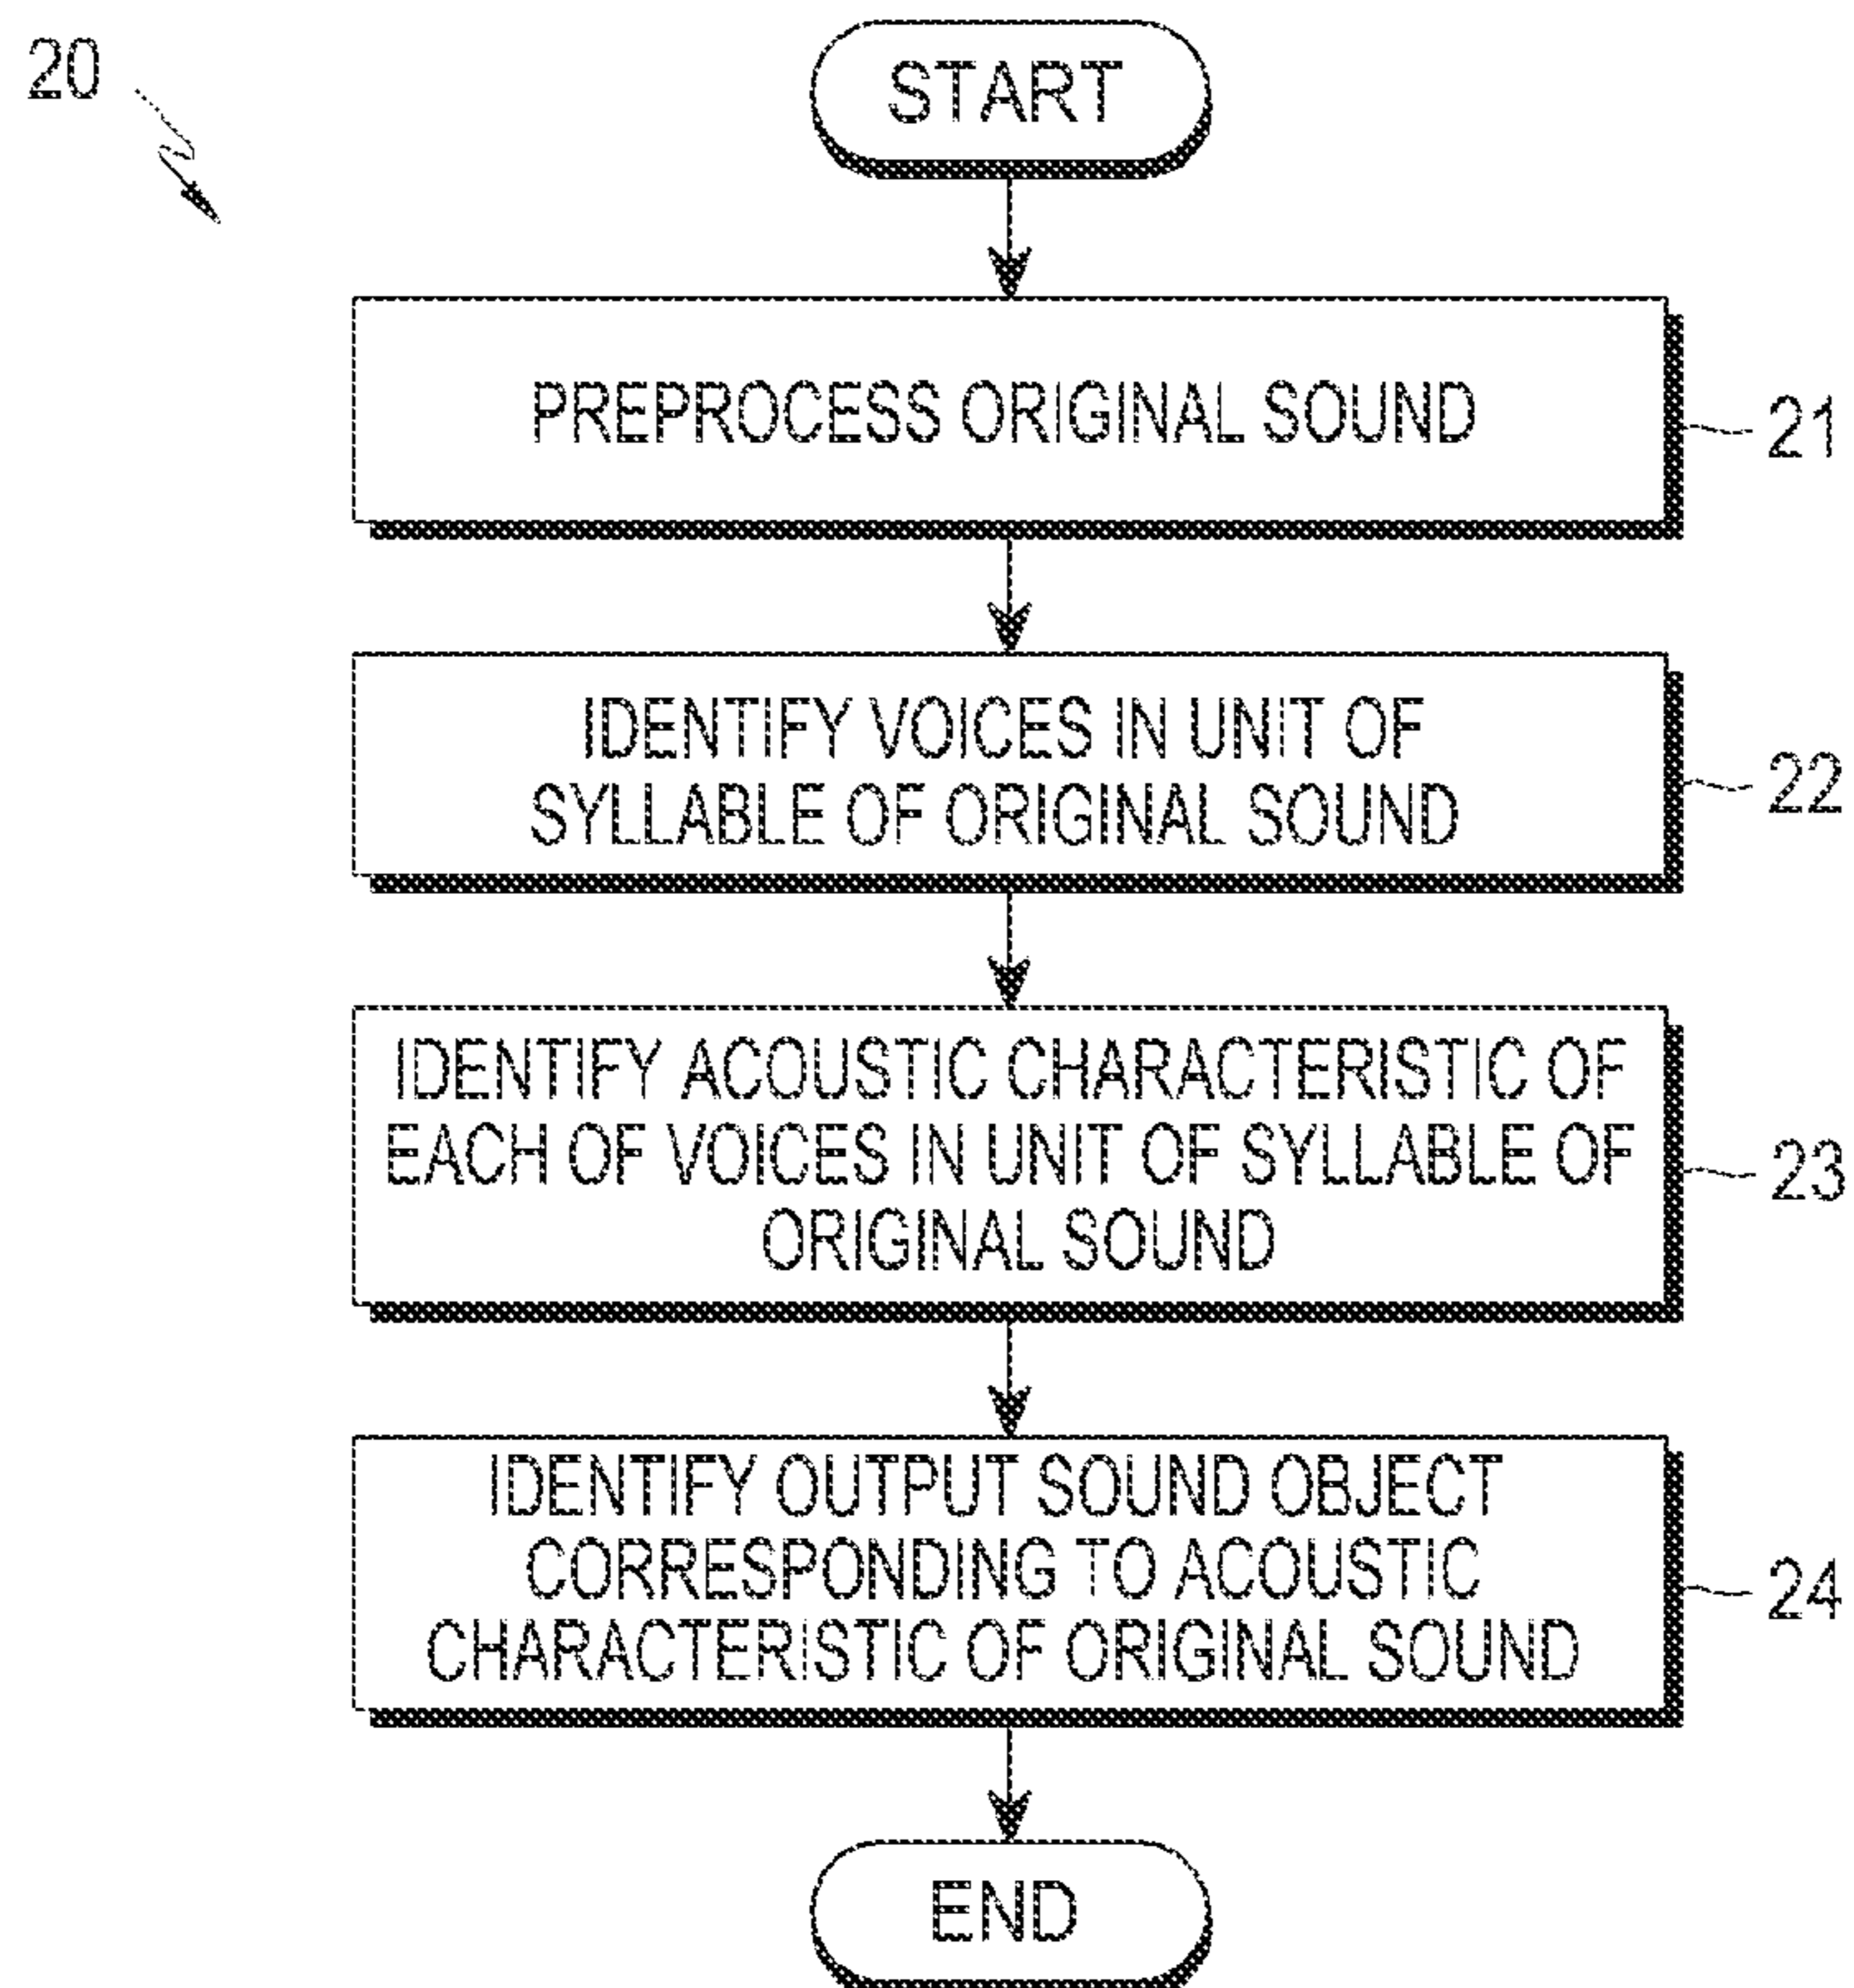 20
START
PREPROCESS ORIGINAL SOUND
21
IDENTIFY VOICES IN UNIT OF
SYLLABLE OF ORIGINAL SOUND
22
IDENTIFY ACOUSTIC CHARACTERISTIC OF
EACH OF VOICES IN UNIT OF SYLLABLE OF
ORIGINAL SOUND
23
IDENTIFY OUTPUT SOUND OBJECT
CORRESPONDING TO ACOUSTIC
CHARACTERISTIC OF ORIGINAL SOUND
24
END